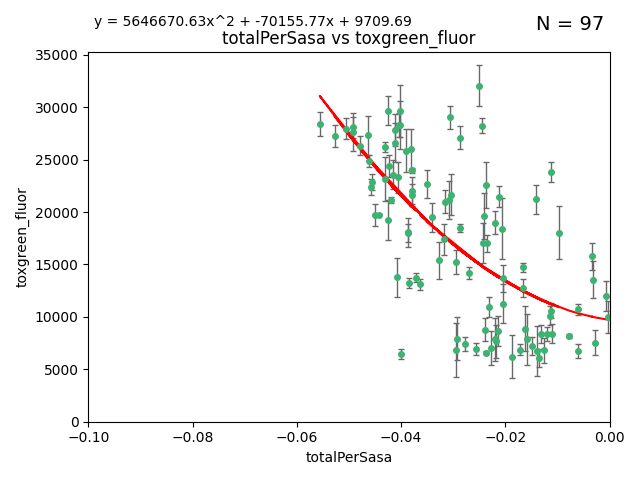 y = 5646670.63x^2 + -70155.77x + 9709.69
N = 97
totalPerSasa vs toxgreen_fluor
35000
30000
25000
20000
15000
10000
5000
0
toxgreen_fluor
−0.10 −0.08 −0.06 −0.04 −0.02 0.00
totalPerSasa